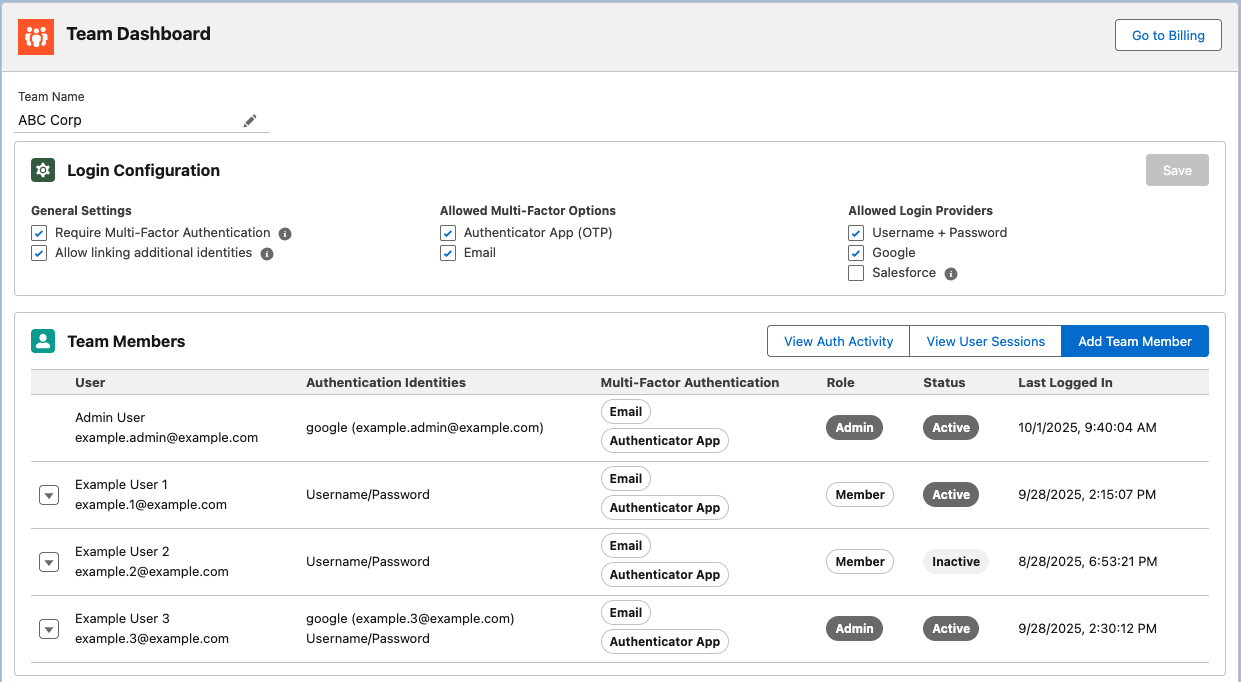 Team Dashboard
Go to Billing
Team Name
ABC Corp
Login Configuration
Save
General Settings
Require Multi-Factor Authentication
Allow linking additional identities
Allowed Multi-Factor Options
Authenticator App (OTP)
Email
Allowed Login Providers
Username + Password
Google
Salesforce
Team Members
View Auth Activity
View User Sessions
Add Team Member
User Authentication Identities Multi-Factor Authentication Role Status Last Logged In
Admin User
example.admin@example.com
google (example.admin@example.com)
Email
Authenticator App
Admin
Active
10/1/2025, 9:40:04 AM
Example User 1
example.1@example.com
Username/Password
Email
Authenticator App
Member
Active
9/28/2025, 2:15:07 PM
Example User 2
example.2@example.com
Username/Password
Email
Authenticator App
Member
Inactive
8/28/2025, 6:53:21 PM
Example User 3
example.3@example.com
google (example.3@example.com)
Username/Password
Email
Authenticator App
Admin
Active
9/28/2025, 2:30:12 PM